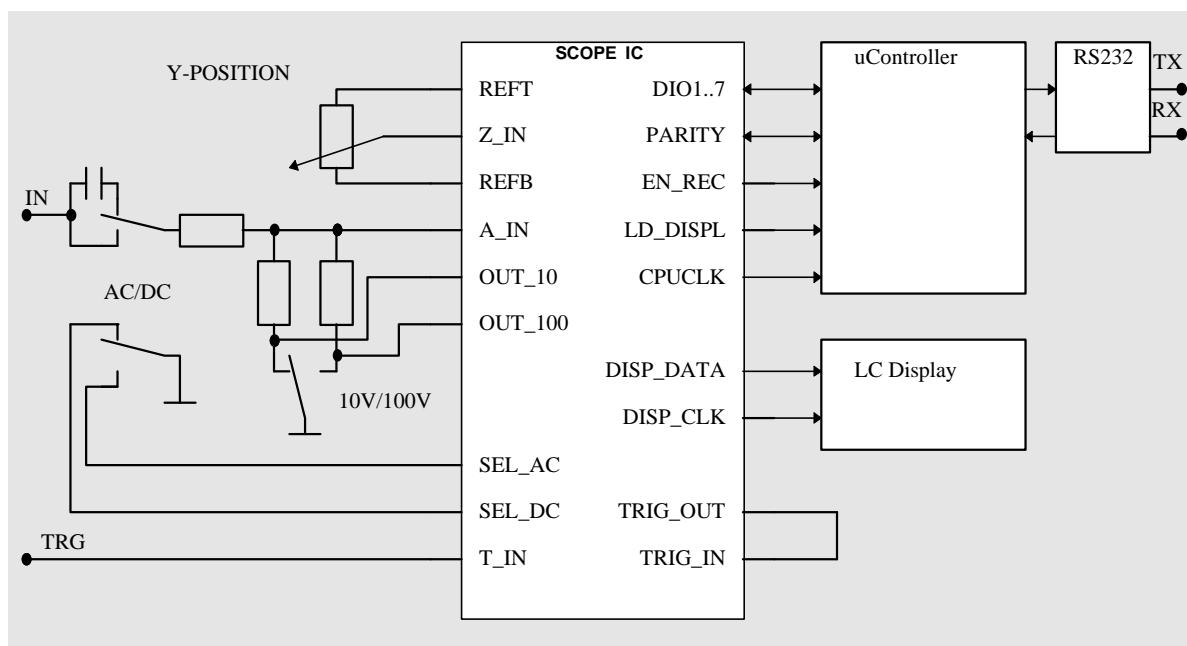 SCOPE IC
uController
RS232
TX
RX
Y-POSITION
REFT
Z_IN
REFB
A_IN
OUT_10
OUT_100
SEL_AC
SEL_DC
T_IN
DIO1..7
PARITY
EN_REC
LD_DISPL
CPUCLK
DISP_DATA
DISP_CLK
TRIG_OUT
TRIG_IN
LC Display
IN
AC/DC
10V/100V
TRG